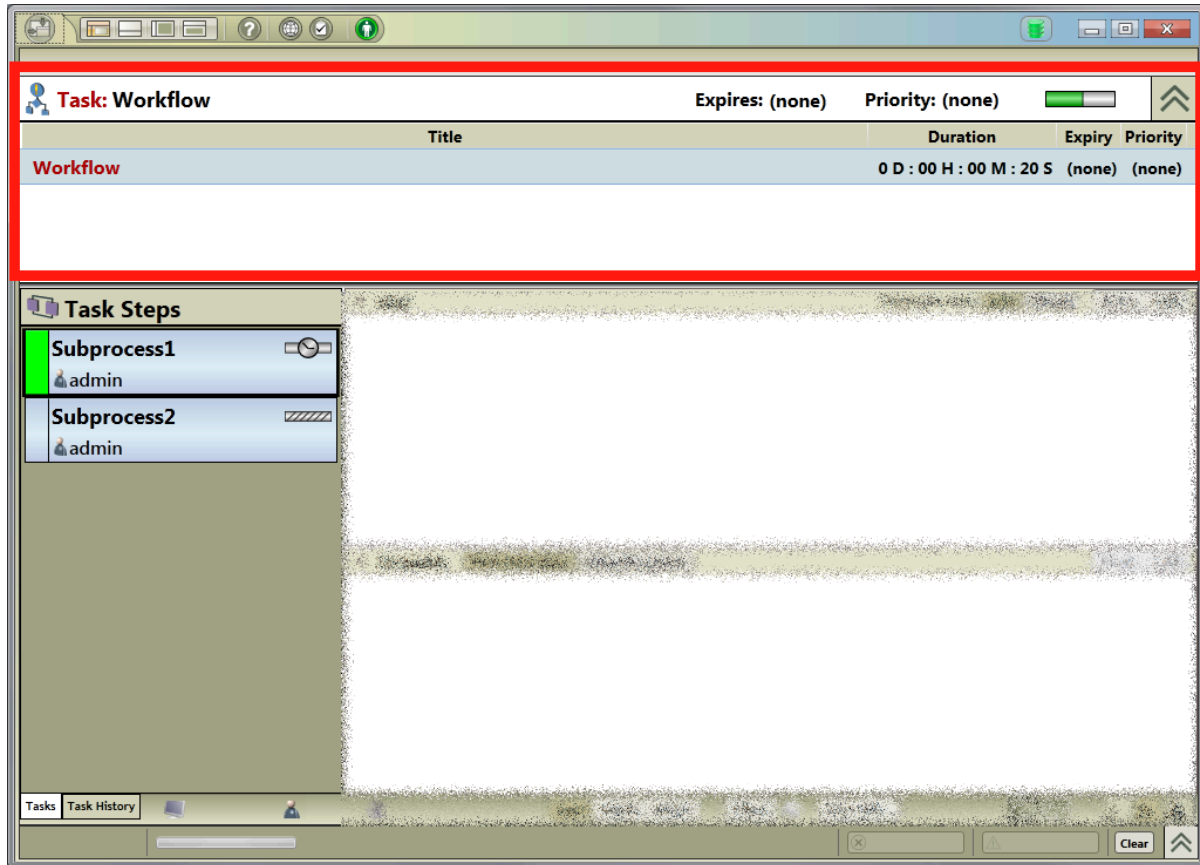 Task: Workflow Expires: (none) Priority: (none)
Title Duration Expiry Priority
Workflow 0 D : 00 H : 00 M : 20 S (none) (none)
Task Steps
Subprocess1
admin
Subprocess2
admin
Tasks Task History
Clear